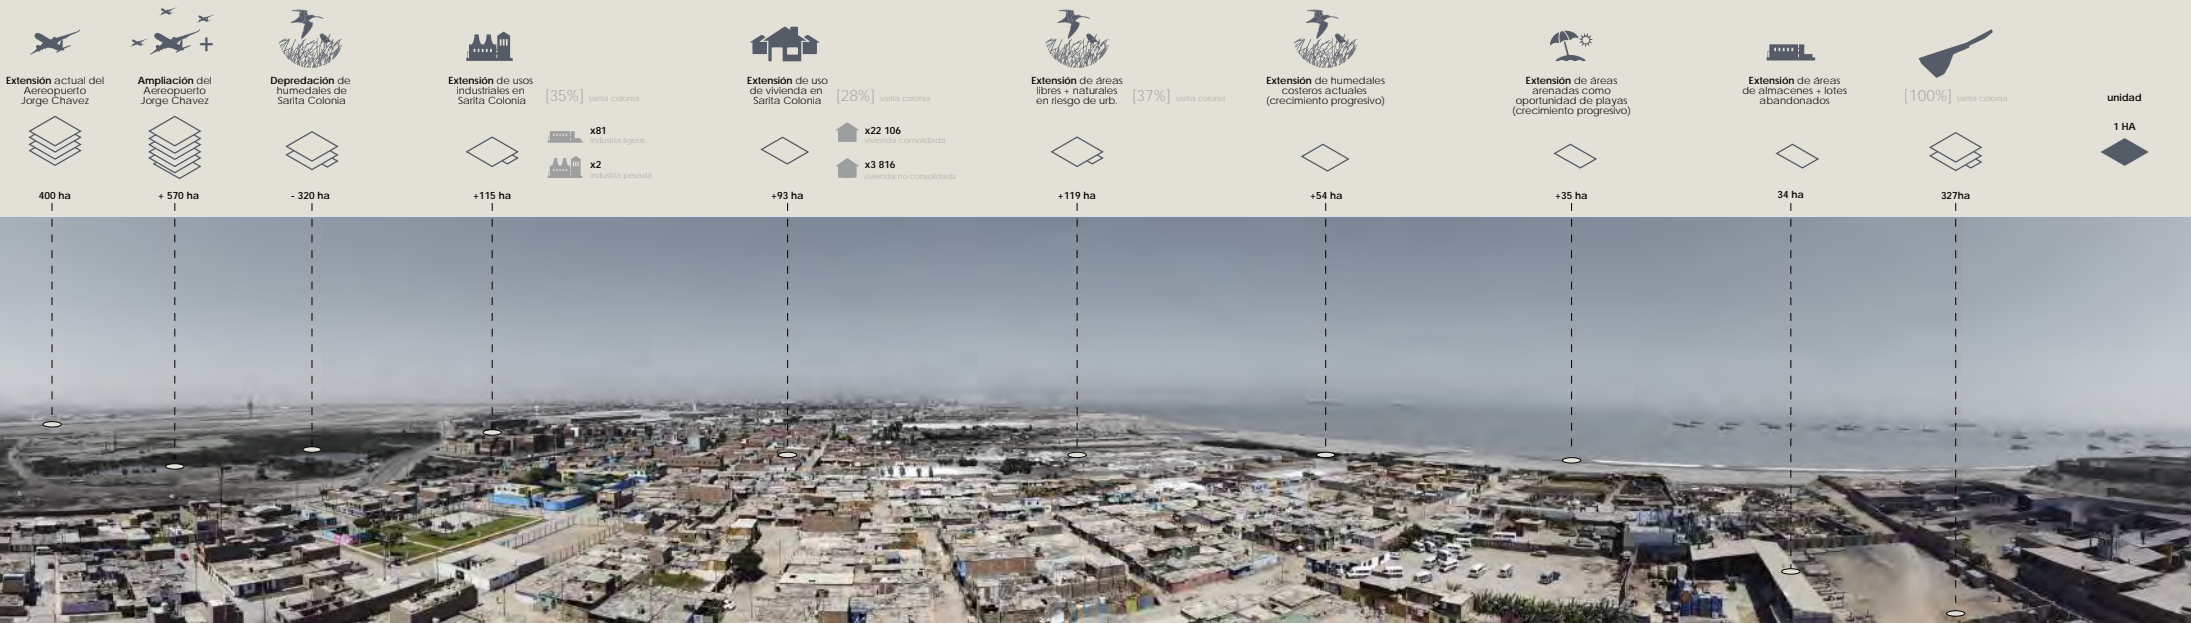 Extensión actual del
Aereopuerto
Jorge Chavez
400 ha
Ampliación del
Aereopuerto
Jorge Chavez
+ 570 ha
Depredación de
humedales de
Sarita Colonia
- 320 ha
Extensión de usos
industriales en
Sarita Colonia
[35%] sarita colonia
x81
industria ligera
x2
industria pesada
+115 ha
Extensión de uso
de vivienda en
Sarita Colonia
[28%] sarita colonia
x22 106
vivienda consolidada
x3 816
vivienda no consolidada
+93 ha
Extensión de áreas
libres + naturales
en riesgo de urb.
[37%] sarita colonia
+119 ha
Extensión de humedales
costeros actuales
(crecimiento progresivo)
+54 ha
Extensión de áreas
arenadas como
oportunidad de playas
(crecimiento progresivo)
+35 ha
Extensión de áreas
de almacenes + lotes
abandonados
34 ha
[100%] sarita colonia
327ha
unidad
1 HA